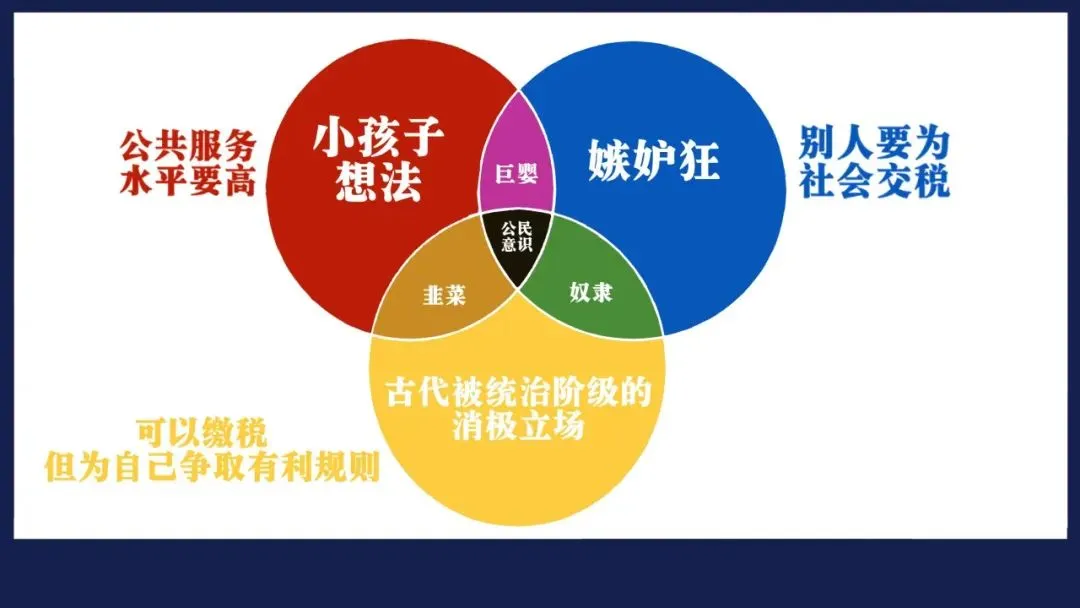 公共服务
水平要高
小孩子
想法
巨婴
嫉妒狂
别人要为
社会交税
公民
意识
韭菜
奴隶
古代被统治阶级的
消极立场
可以缴税
但为自己争取有利规则